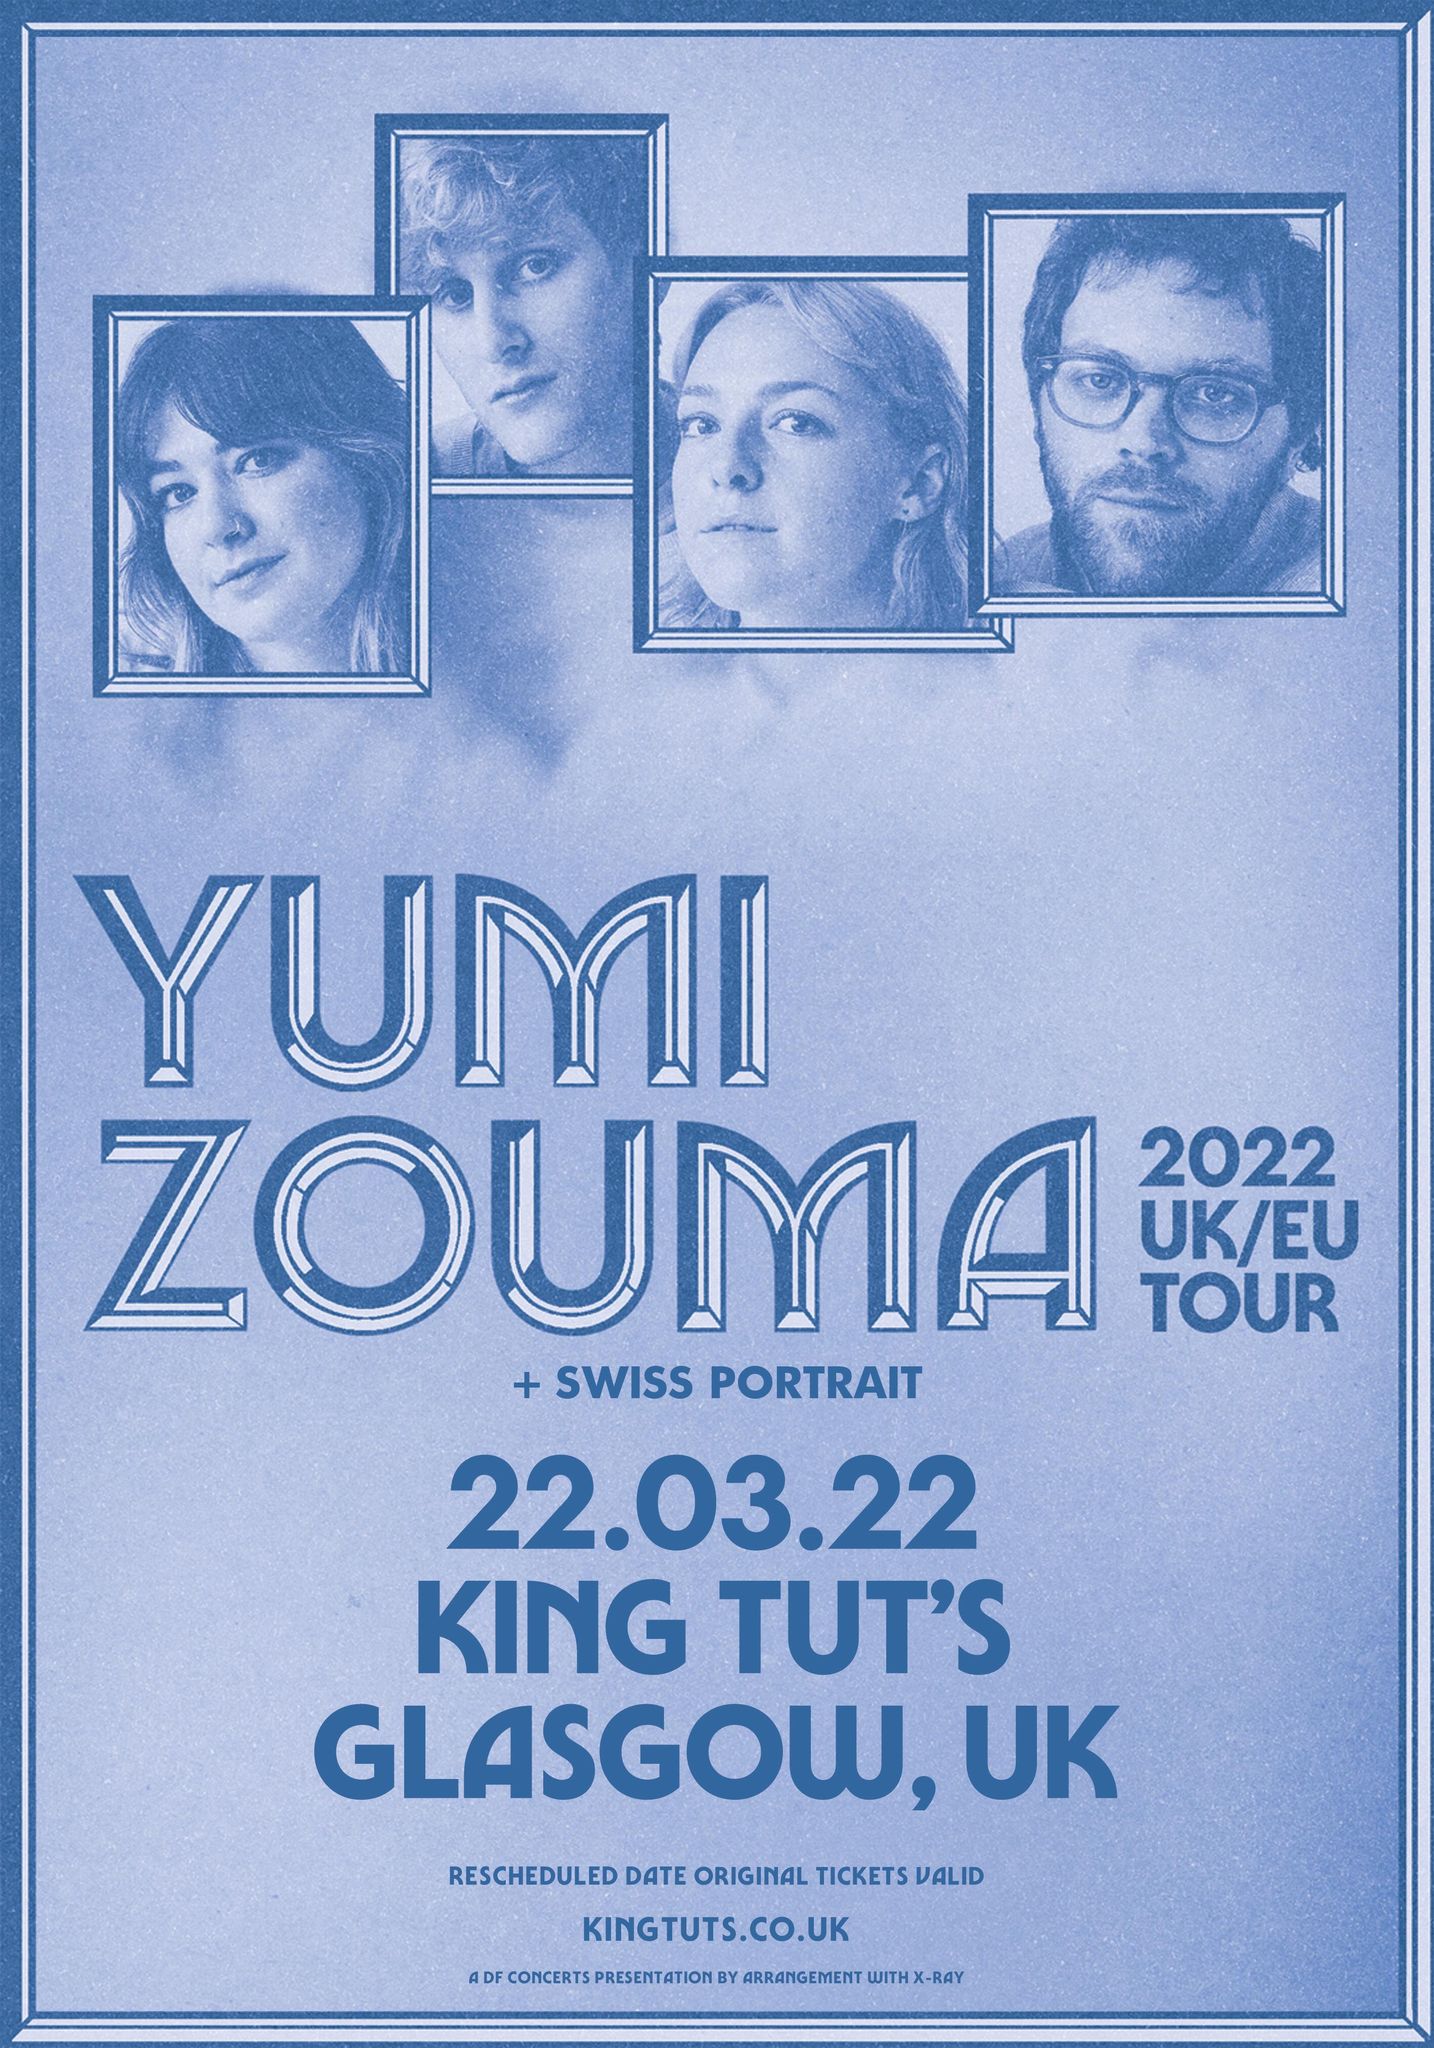 YUMI
ZOUMA
2022
UK/EU
TOUR
+ SWISS PORTRAIT
22.03.22
KING TUT'S
GLASGOW, UK
RESCHEDULED DATE ORIGINAL TICKETS VALID
KINGTUTS.CO.UK
A DF CONCERTS PRESENTATION BY ARRANGEMENT WITH X-RAY